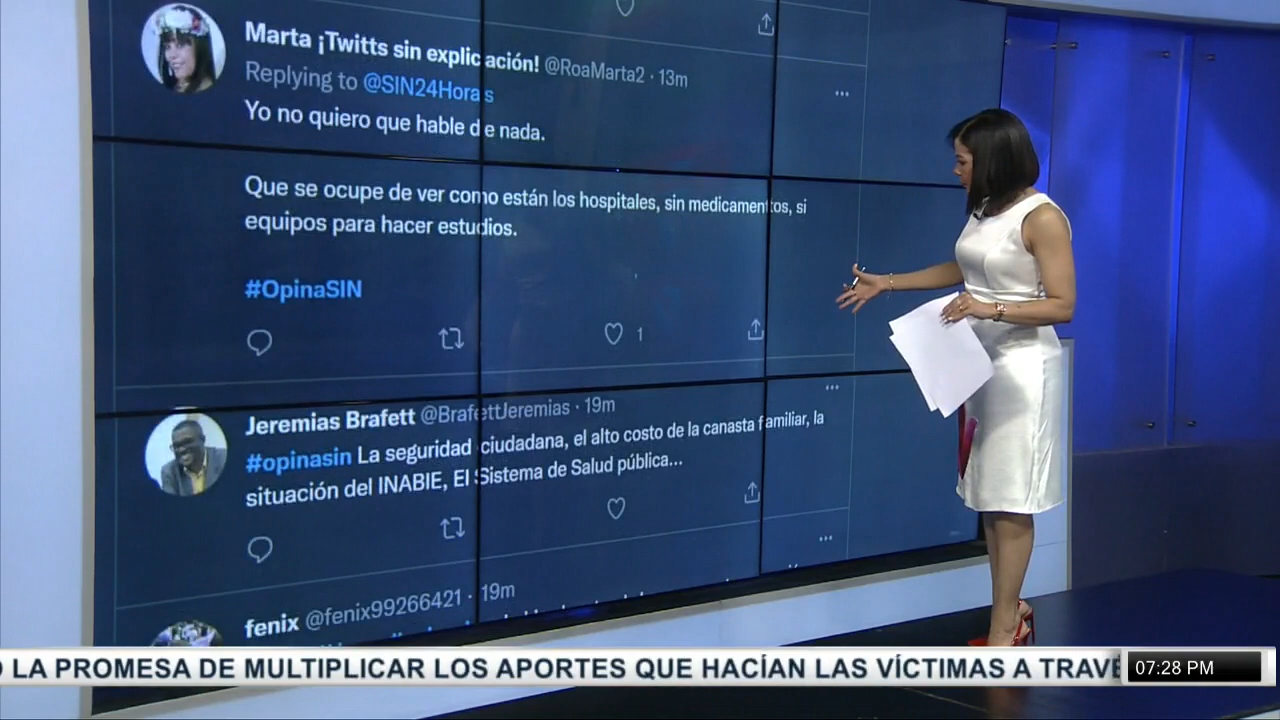 Marta ¡Twitts sin explicación! @RoaMarta2 · 13m
Replying to @SIN24Horas
Yo no quiero que hable de nada.
Que se ocupe de ver como están los hospitales, sin medicamentos, si
equipos para hacer estudios.
#OpinaSIN
1
Jeremias Brafett @BrafettJeremias · 19m
#opinasin La seguridad ciudadana, el alto costo de la canasta familiar, la
situación del INABIE, El Sistema de Salud pública...
fenix @fenix99266421 · 19m
LA PROMESA DE MULTIPLICAR LOS APORTES QUE HACÍAN LAS VÍCTIMAS A TRAVÉ
07:28 PM